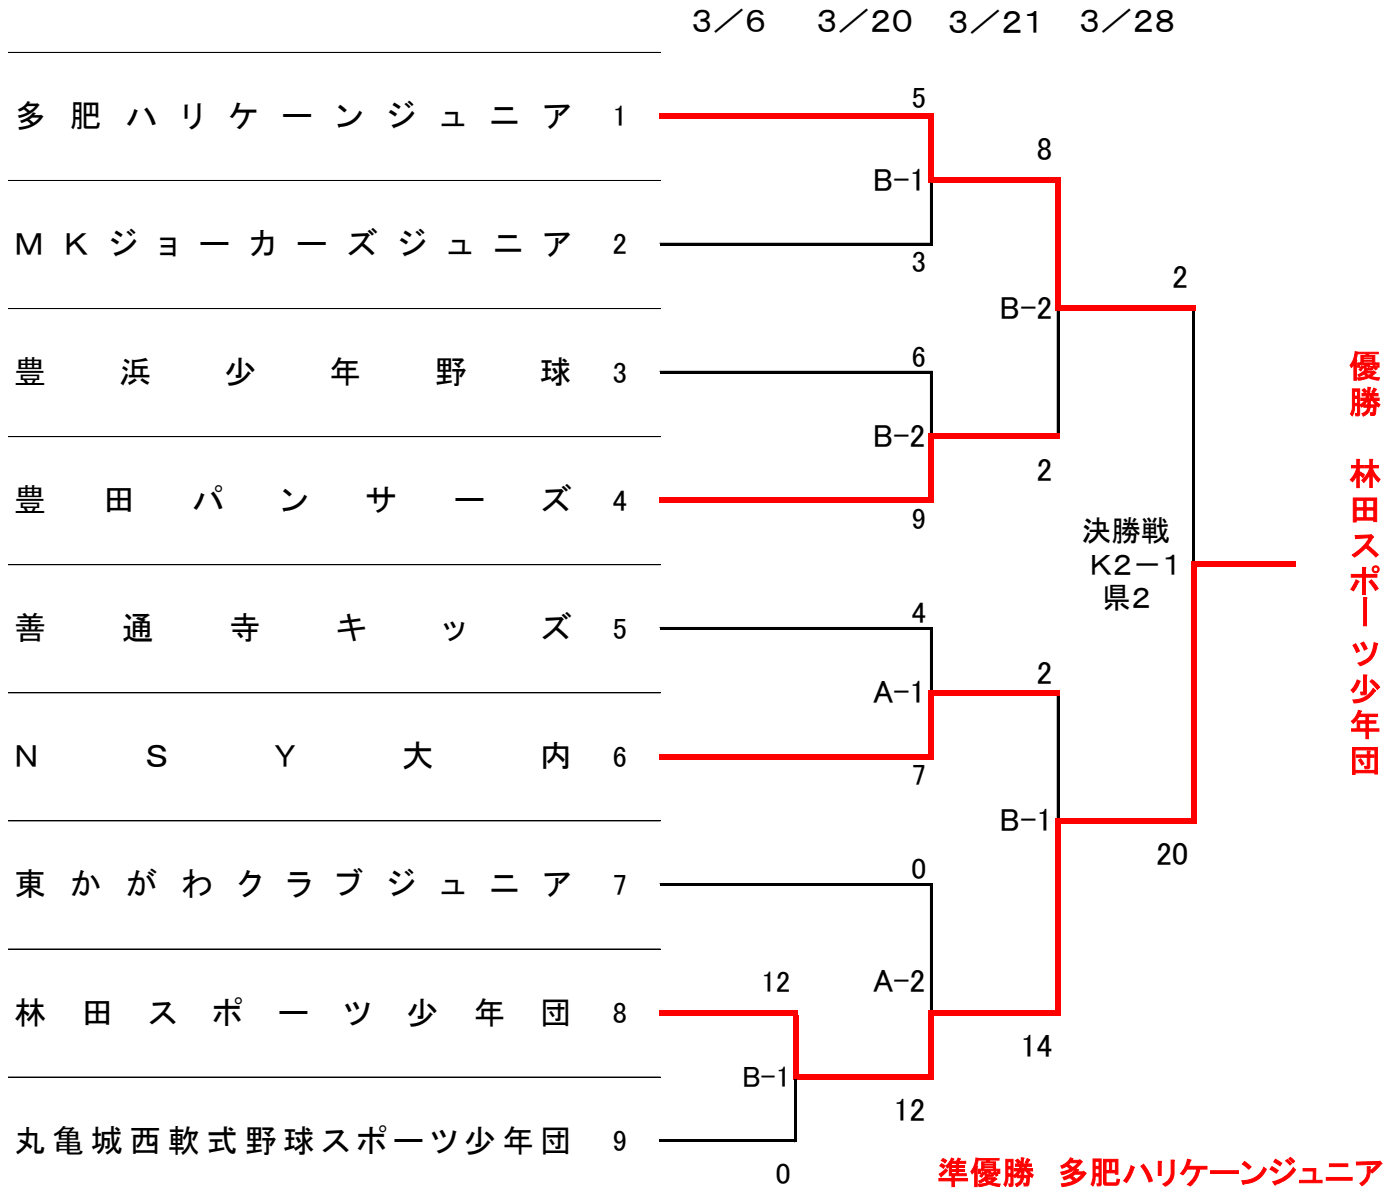 3／6 3／20 3／21 3／28
多肥ハリケーンジュニア 1
5
8
B-1
MKジョーカーズジュニア 2
3
2
B-2
豊浜少年野球 3
6
B-2
豊田パンサーズ 4
9
2
決勝戦
K2－1
県2
善通寺キッズ 5
4
2
A-1
NSY大内 6
7
B-1
20
東かがわクラブジュニア 7
0
A-2
12
林田スポーツ少年団 8
14
B-1
12
丸亀城西軟式野球スポーツ少年団 9
0
優勝 林田スポーツ少年団
準優勝 多肥ハリケーンジュニア